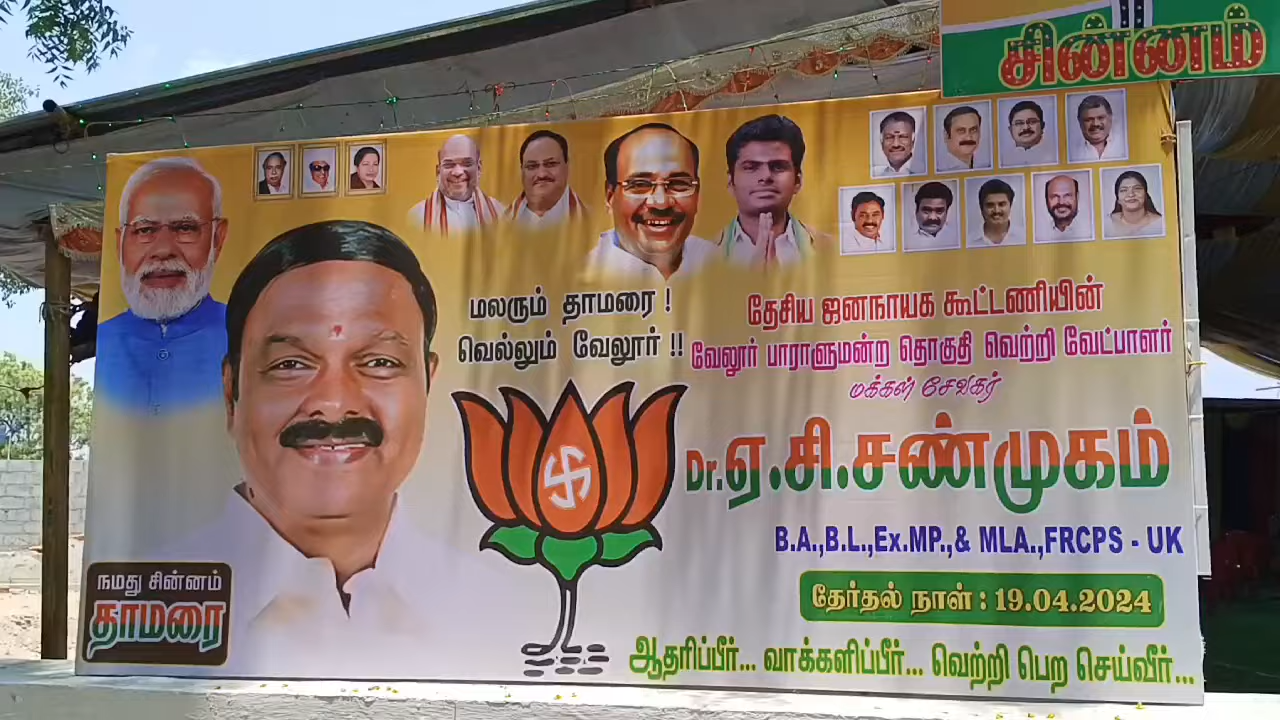 சின்னம்
மலரும் தாமரை !
வெல்லும் வேலூர் !!
தேசிய ஜனநாயக கூட்டணியின்
வேலூர் பாராளுமன்ற தொகுதி வெற்றி வேட்பாளர்
மக்கள் சேவகர்
Dr.ஏ.சி.சண்முகம்
B.A.,B.L.,Ex.MP.,& MLA.,FRCPS - UK
தேர்தல் நாள் : 19.04.2024
ஆதரிப்பீர்... வாக்களிப்பீர்... வெற்றி பெற செய்வீர்...
நமது சின்னம்
தாமரை